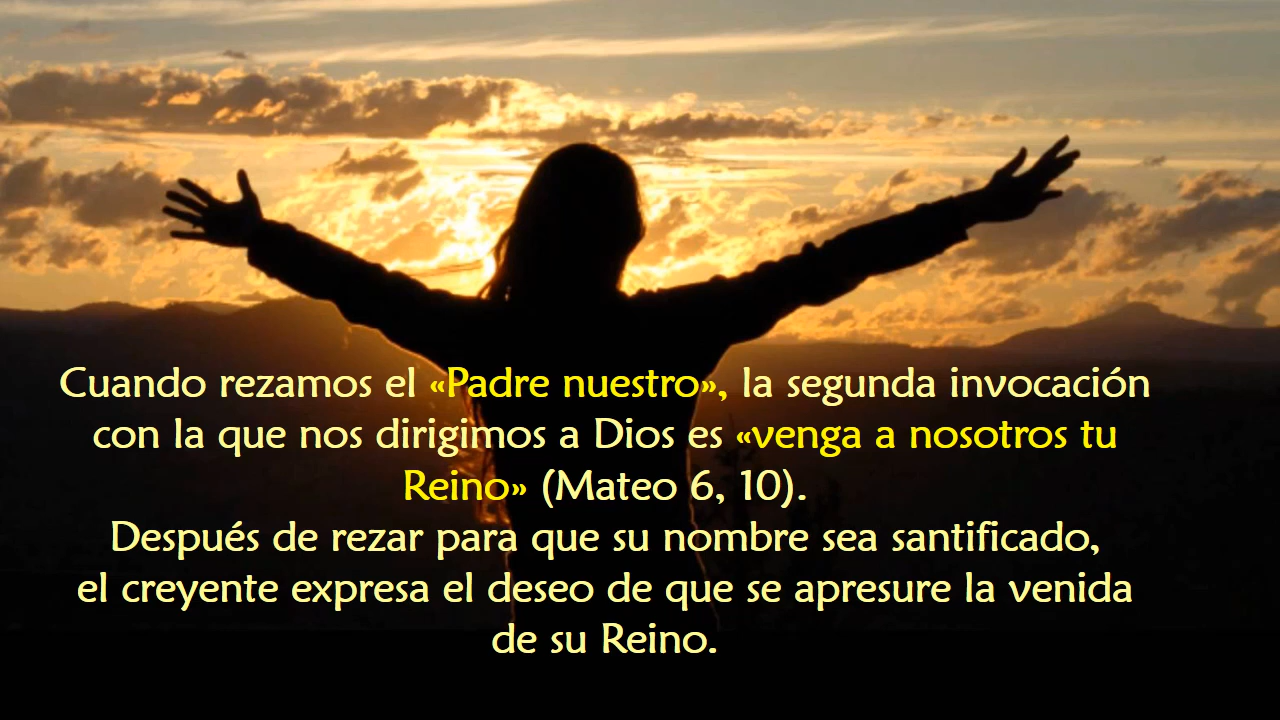 Cuando rezamos el «Padre nuestro», la segunda invocación
con la que nos dirigimos a Dios es «venga a nosotros tu
Reino» (Mateo 6, 10).
Después de rezar para que su nombre sea santificado,
el creyente expresa el deseo de que se apresure la venida
de su Reino.